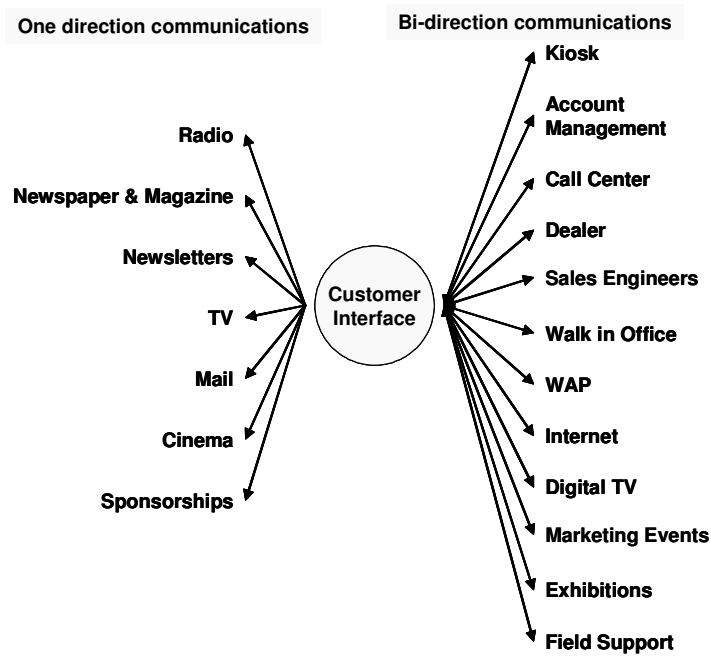 One direction communications
Bi-direction communications
Radio
Newspaper & Magazine
Newsletters
TV
Mail
Cinema
Sponsorships
Customer
Interface
Kiosk
Account
Management
Call Center
Dealer
Sales Engineers
Walk in Office
WAP
Internet
Digital TV
Marketing Events
Exhibitions
Field Support